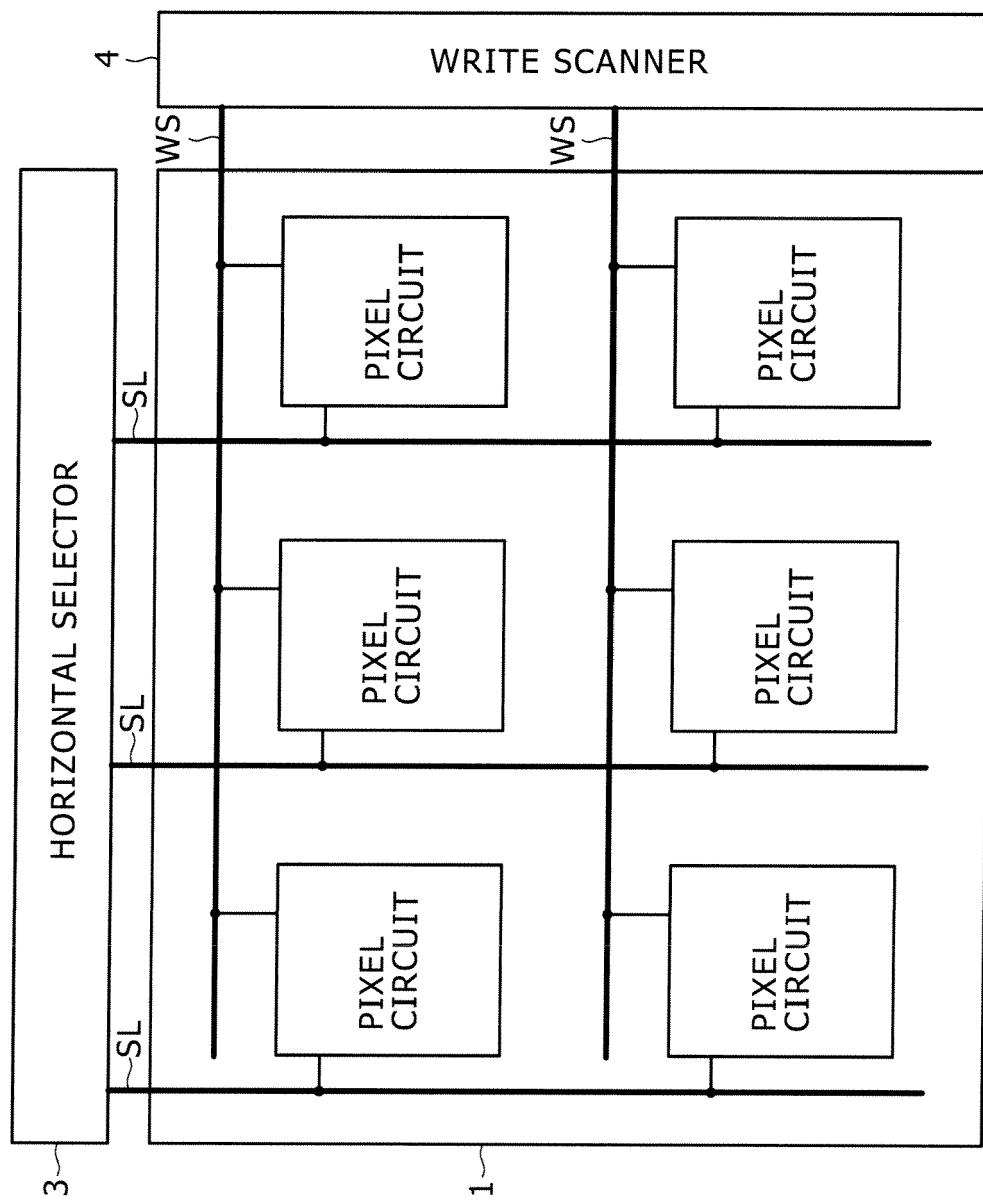 4
WRITE SCANNER
WS
WS
HORIZONTAL SELECTOR
SL
PIXEL
CIRCUIT
PIXEL
CIRCUIT
SL
PIXEL
CIRCUIT
PIXEL
CIRCUIT
SL
PIXEL
CIRCUIT
PIXEL
CIRCUIT
3
1